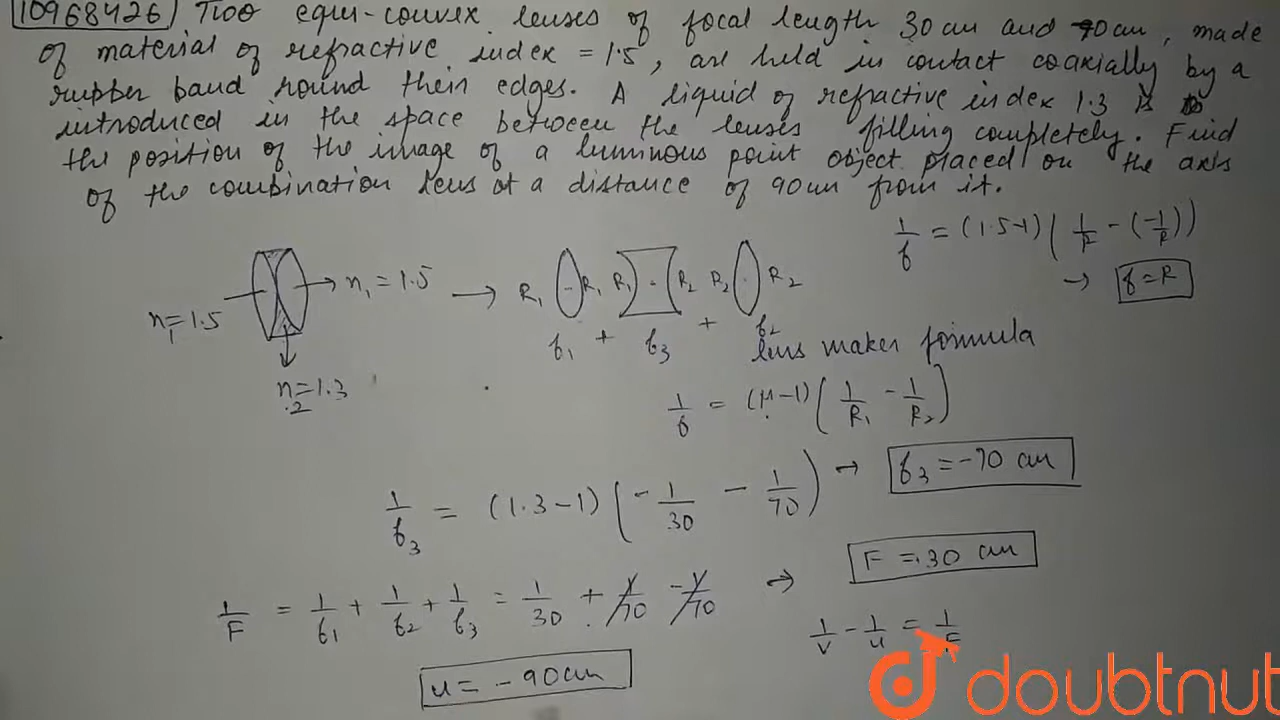 10968426 Two equi-convex lenses of focal length 30 cm and 70 cm, made
of material of refractive index = 1.5, are held in contact coaxially by a
rubber band round their edges. A liquid of refractive index 1.3 is
introduced in the space between the lenses filling completely. Find
the position of the image of a luminous point object placed on the axis
of the combination lens at a distance of 90 cm from it.
1/f = (1.5-1) (1/R - (-1/R))
→ f = R
n₁ = 1.5 → n₁ = 1.5 → R₁ R₁ R₁ R₂ R₂ R₂
n₂ = 1.3
f₁ + f₃ + f₂
lens maker formula
1/f = (μ-1) (1/R₁ - 1/R₂)
1/f₃ = (1.3-1) (-1/30 - 1/70) → f₃ = -70 cm
1/F = 1/f₁ + 1/f₂ + 1/f₃ = 1/30 + 1/70 - 1/70 → F = 30 cm
1/v - 1/u = 1/F
u = -90 cm
doubtnut